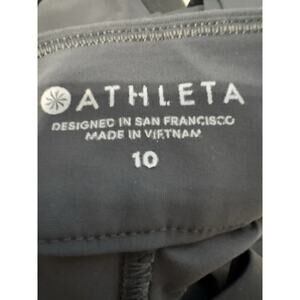 ATHLETA
DESIGNED IN SAN FRANCISCO
MADE IN VIETNAM
10